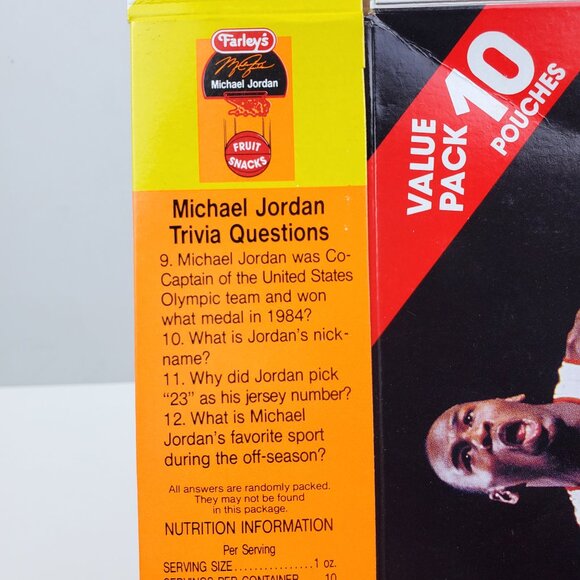 Farley's
Michael Jordan
FRUIT
SNACKS
VALUE
PACK 10
POUCHES
Michael Jordan
Trivia Questions
9. Michael Jordan was Co-
Captain of the United States
Olympic team and won
what medal in 1984?
10. What is Jordan's nick-
name?
11. Why did Jordan pick
“23” as his jersey number?
12. What is Michael
Jordan's favorite sport
during the off-season?
All answers are randomly packed.
They may not be found
in this package.
NUTRITION INFORMATION
Per Serving
SERVING SIZE................1 oz.
SERVINGS PER CONTAINER....10